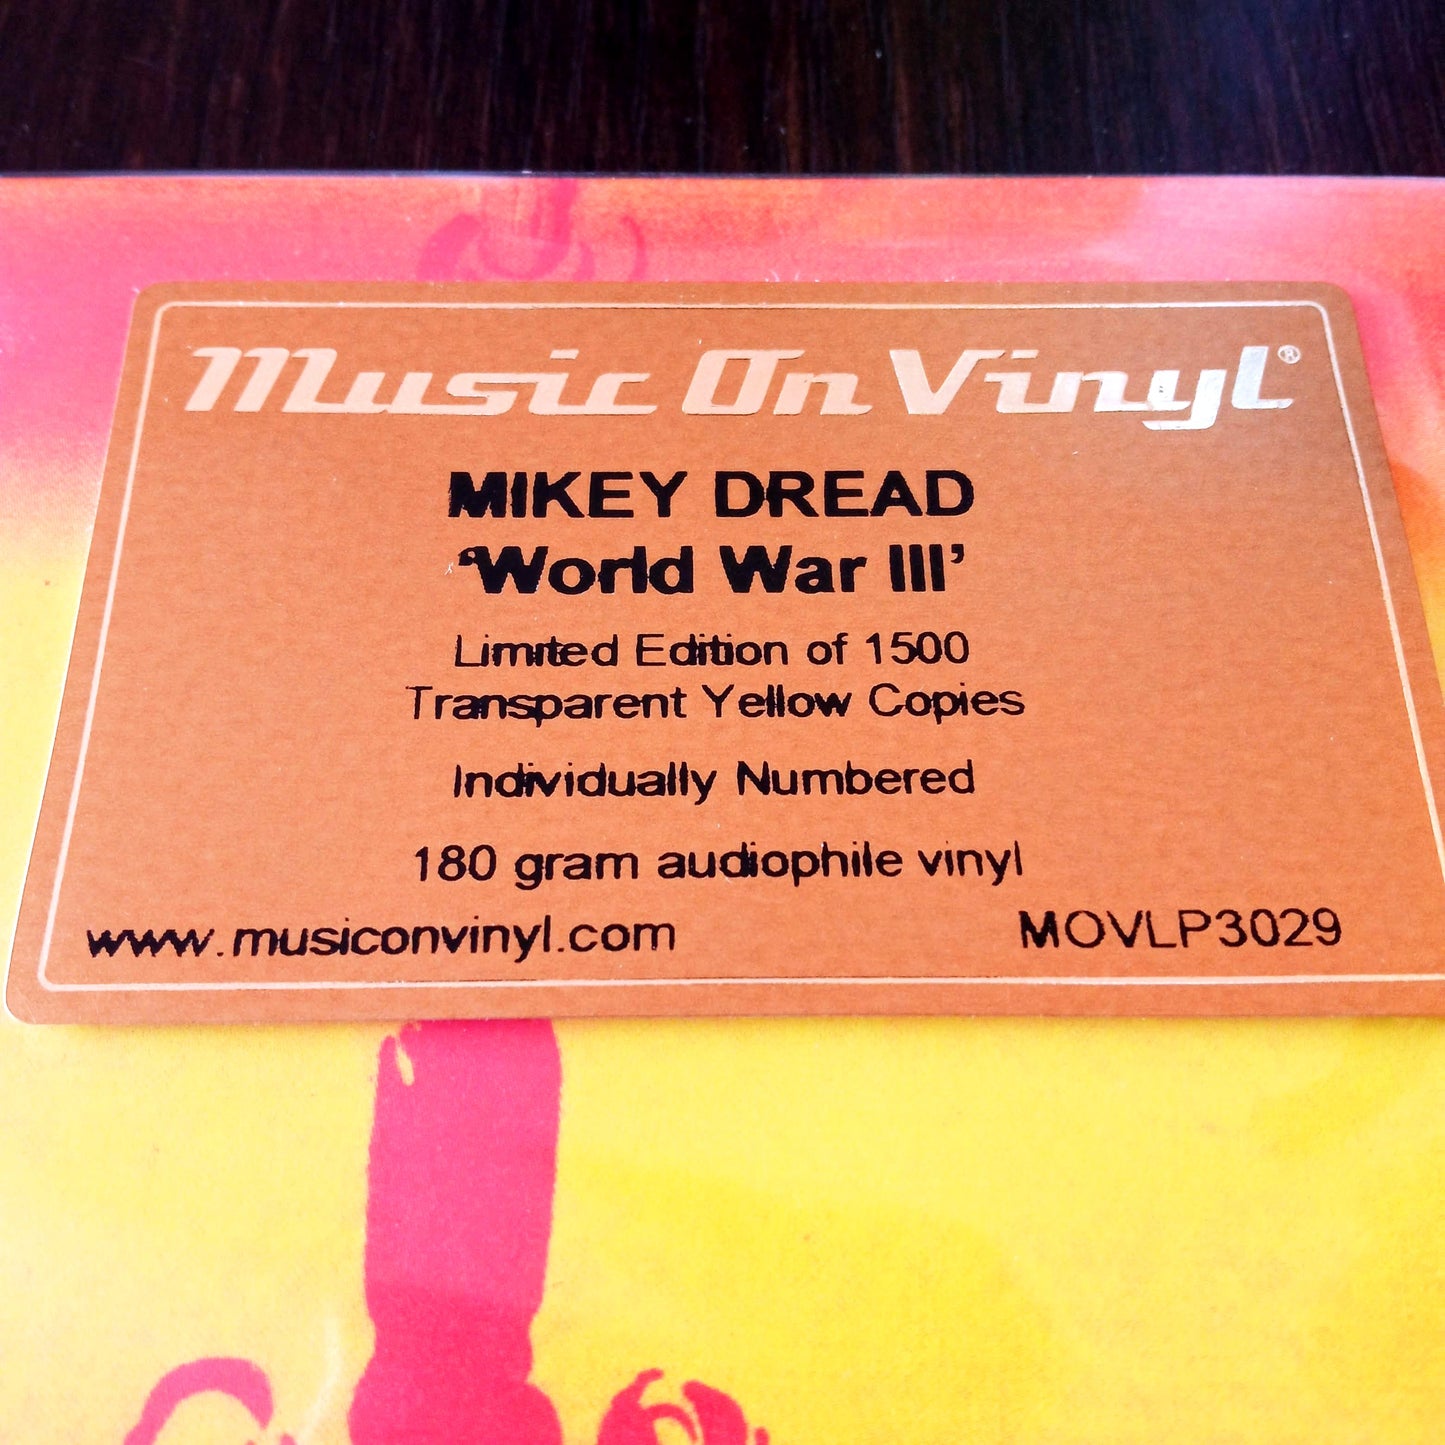 Music On Vinyl®
MIKEY DREAD
‘World War III’
Limited Edition of 1500
Transparent Yellow Copies
Individually Numbered
180 gram audiophile vinyl
www.musiconvinyl.com MOVLP3029